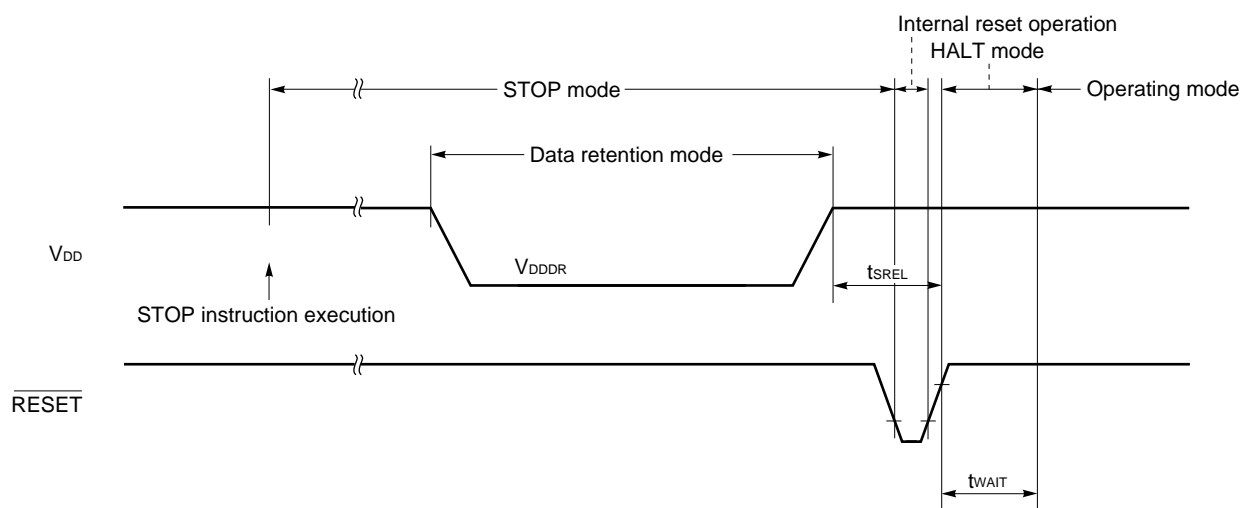 Internal reset operation
HALT mode
STOP mode
Operating mode
Data retention mode
VDD
VDDDR
tSREL
STOP instruction execution
RESET
tWAIT